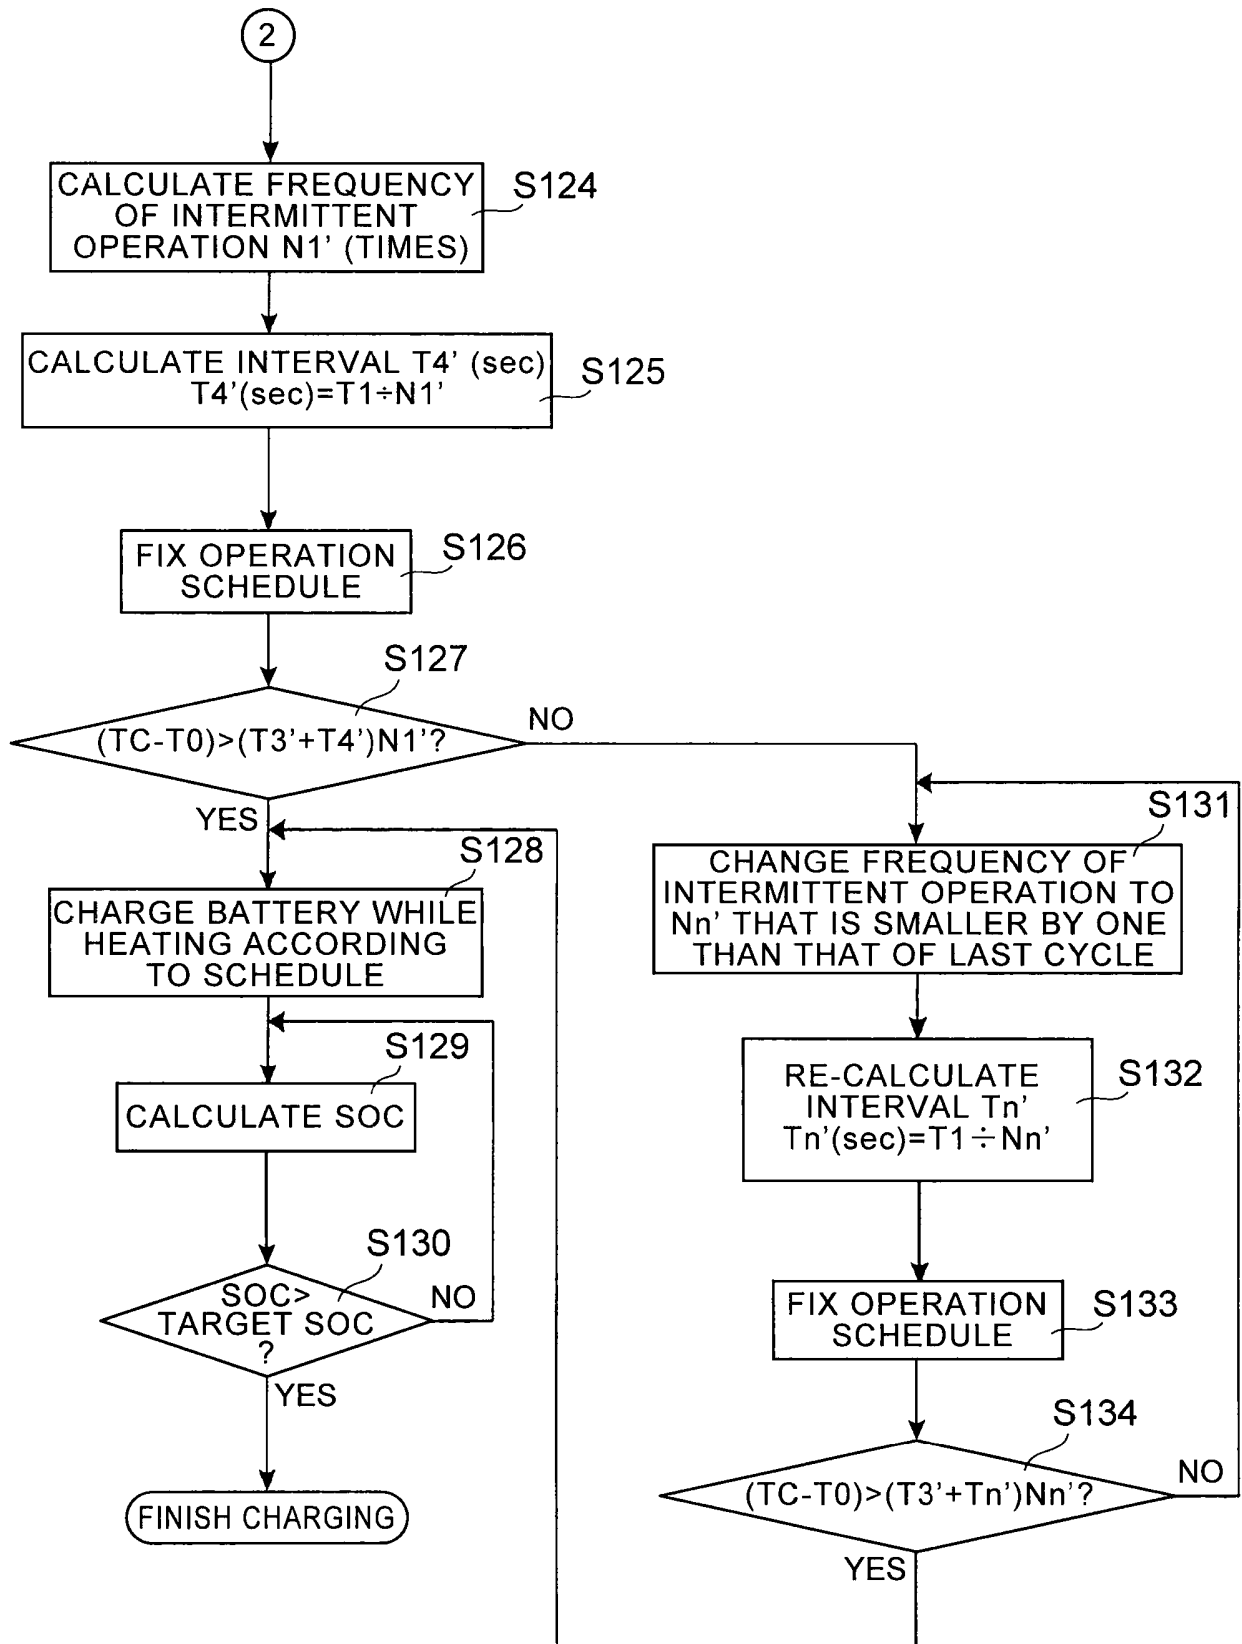 2
CALCULATE FREQUENCY
OF INTERMITTENT
OPERATION N1' (TIMES)
S124
CALCULATE INTERVAL T4' (sec)
T4'(sec)=T1÷N1'
S125
FIX OPERATION
SCHEDULE
S126
S127
(TC-T0)>(T3'+T4')N1'?
NO
YES
S128
CHARGE BATTERY WHILE
HEATING ACCORDING
TO SCHEDULE
S129
CALCULATE SOC
S130
SOC>
TARGET SOC
?
NO
YES
FINISH CHARGING
S131
CHANGE FREQUENCY OF
INTERMITTENT OPERATION TO
Nn' THAT IS SMALLER BY ONE
THAN THAT OF LAST CYCLE
RE-CALCULATE
INTERVAL Tn'
Tn'(sec)=T1÷Nn'
S132
FIX OPERATION
SCHEDULE
S133
S134
(TC-T0)>(T3'+Tn')Nn'?
NO
YES